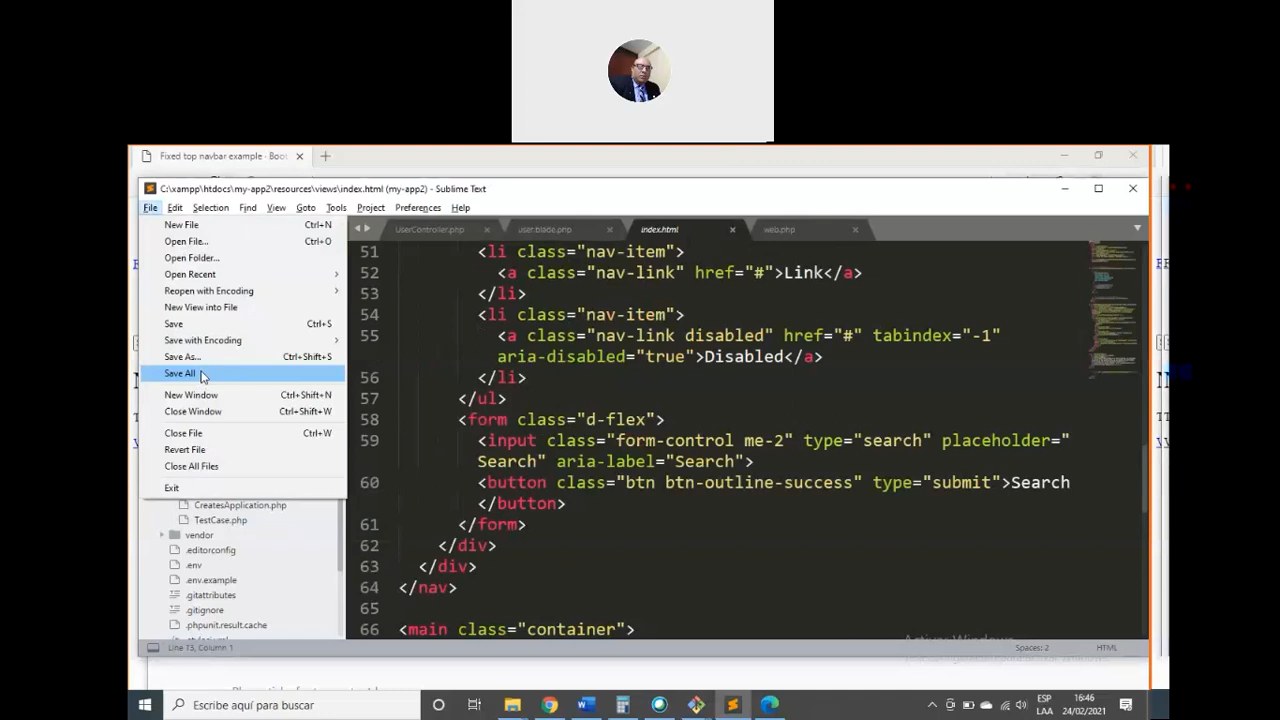 Fixed top navbar example · Boo
C:\xampp\htdocs\my-app2\resources\views\index.html (my-app2) - Sublime Text
File Edit Selection Find View Goto Tools Project Preferences Help
New File Ctrl+N
Open File... Ctrl+O
Open Folder...
Open Recent
Reopen with Encoding
New View into File
Save Ctrl+S
Save with Encoding
Save As... Ctrl+Shift+S
Save All
New Window Ctrl+Shift+N
Close Window Ctrl+Shift+W
Close File Ctrl+W
Revert File
Close All Files
Exit
CreatesApplication.php
TestCase.php
vendor
.editorconfig
.env
.env.example
.gitattributes
.gitignore
.phpunit.result.cache
UserController.php user.blade.php index.html web.php
51 <li class="nav-item">
52 <a class="nav-link" href="#">Link</a>
53 </li>
54 <li class="nav-item">
55 <a class="nav-link disabled" href="#" tabindex="-1"
aria-disabled="true">Disabled</a>
56 </li>
57 </ul>
58 <form class="d-flex">
59 <input class="form-control me-2" type="search" placeholder="
Search" aria-label="Search">
60 <button class="btn btn-outline-success" type="submit">Search
</button>
61 </form>
62 </div>
63 </div>
64 </nav>
65
66 <main class="container">
Line 13, Column 1 Spaces: 2 HTML
Escribe aquí para buscar
ESP
LAA
16:46
24/02/2021